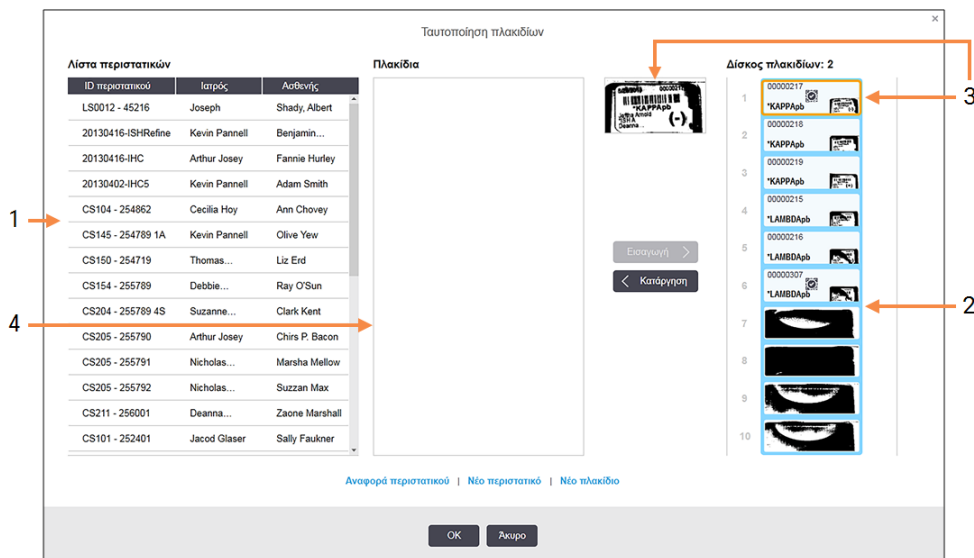 ×
Ταυτοποίηση πλακιδίων
Λίστα περιστατικών
ID περιστατικού Ιατρός Ασθενής
LS0012 - 45216 Joseph Shady, Albert
20130416-ISHRefine Kevin Pannell Benjamin...
20130416-IHC Arthur Josey Fannie Hurley
20130402-IHC5 Kevin Pannell Adam Smith
CS104 - 254862 Cecilia Hoy Ann Chovey
CS145 - 254789 1A Kevin Pannell Olive Yew
CS150 - 254719 Thomas... Liz Erd
CS154 - 255789 Debbie... Ray O'Sun
CS204 - 255789 4S Suzanne... Clark Kent
CS205 - 255790 Arthur Josey Chirs P. Bacon
CS205 - 255791 Nicholas... Marsha Mellow
CS205 - 255792 Nicholas... Suzzan Max
CS211 - 256001 Deanna... Zaone Marshall
CS101 - 252401 Jacod Glaser Sally Faukner
Πλακίδια
*KAPPApb
Jeftha Arnold
ISH A
Deanna...
(-)
Εισαγωγή
Κατάργηση
Δίσκος πλακιδίων: 2
1
00000217
*KAPPApb
2
00000218
*KAPPApb
3
00000219
*KAPPApb
4
00000215
*LAMBDApb
5
00000216
*LAMBDApb
6
00000307
*LAMBDApb
7
8
9
10
Αναφορά περιστατικού | Νέο περιστατικό | Νέο πλακίδιο
OK Άκυρο
1
4
3
2